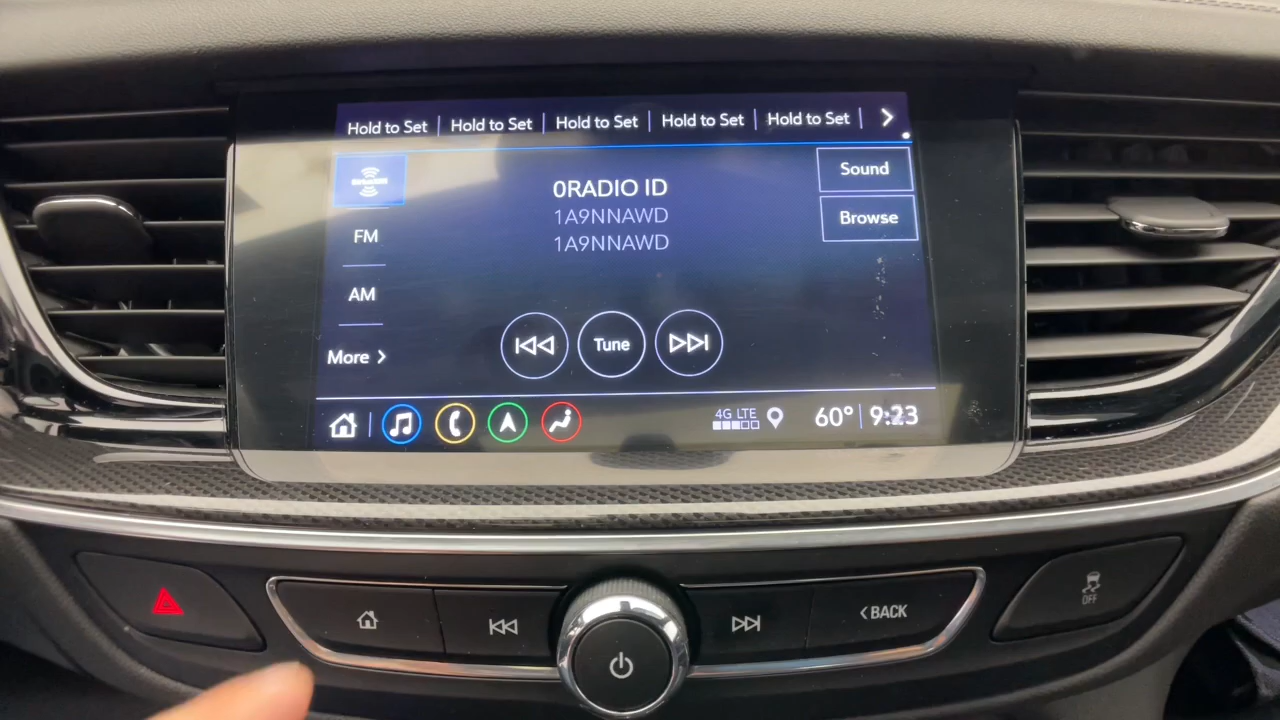 Hold to Set Hold to Set Hold to Set Hold to Set Hold to Set
Sound
0RADIO ID
1A9NNAWD
Browse
FM
1A9NNAWD
AM
More
Tune
4G LTE
60° 9:23
BACK
OFF